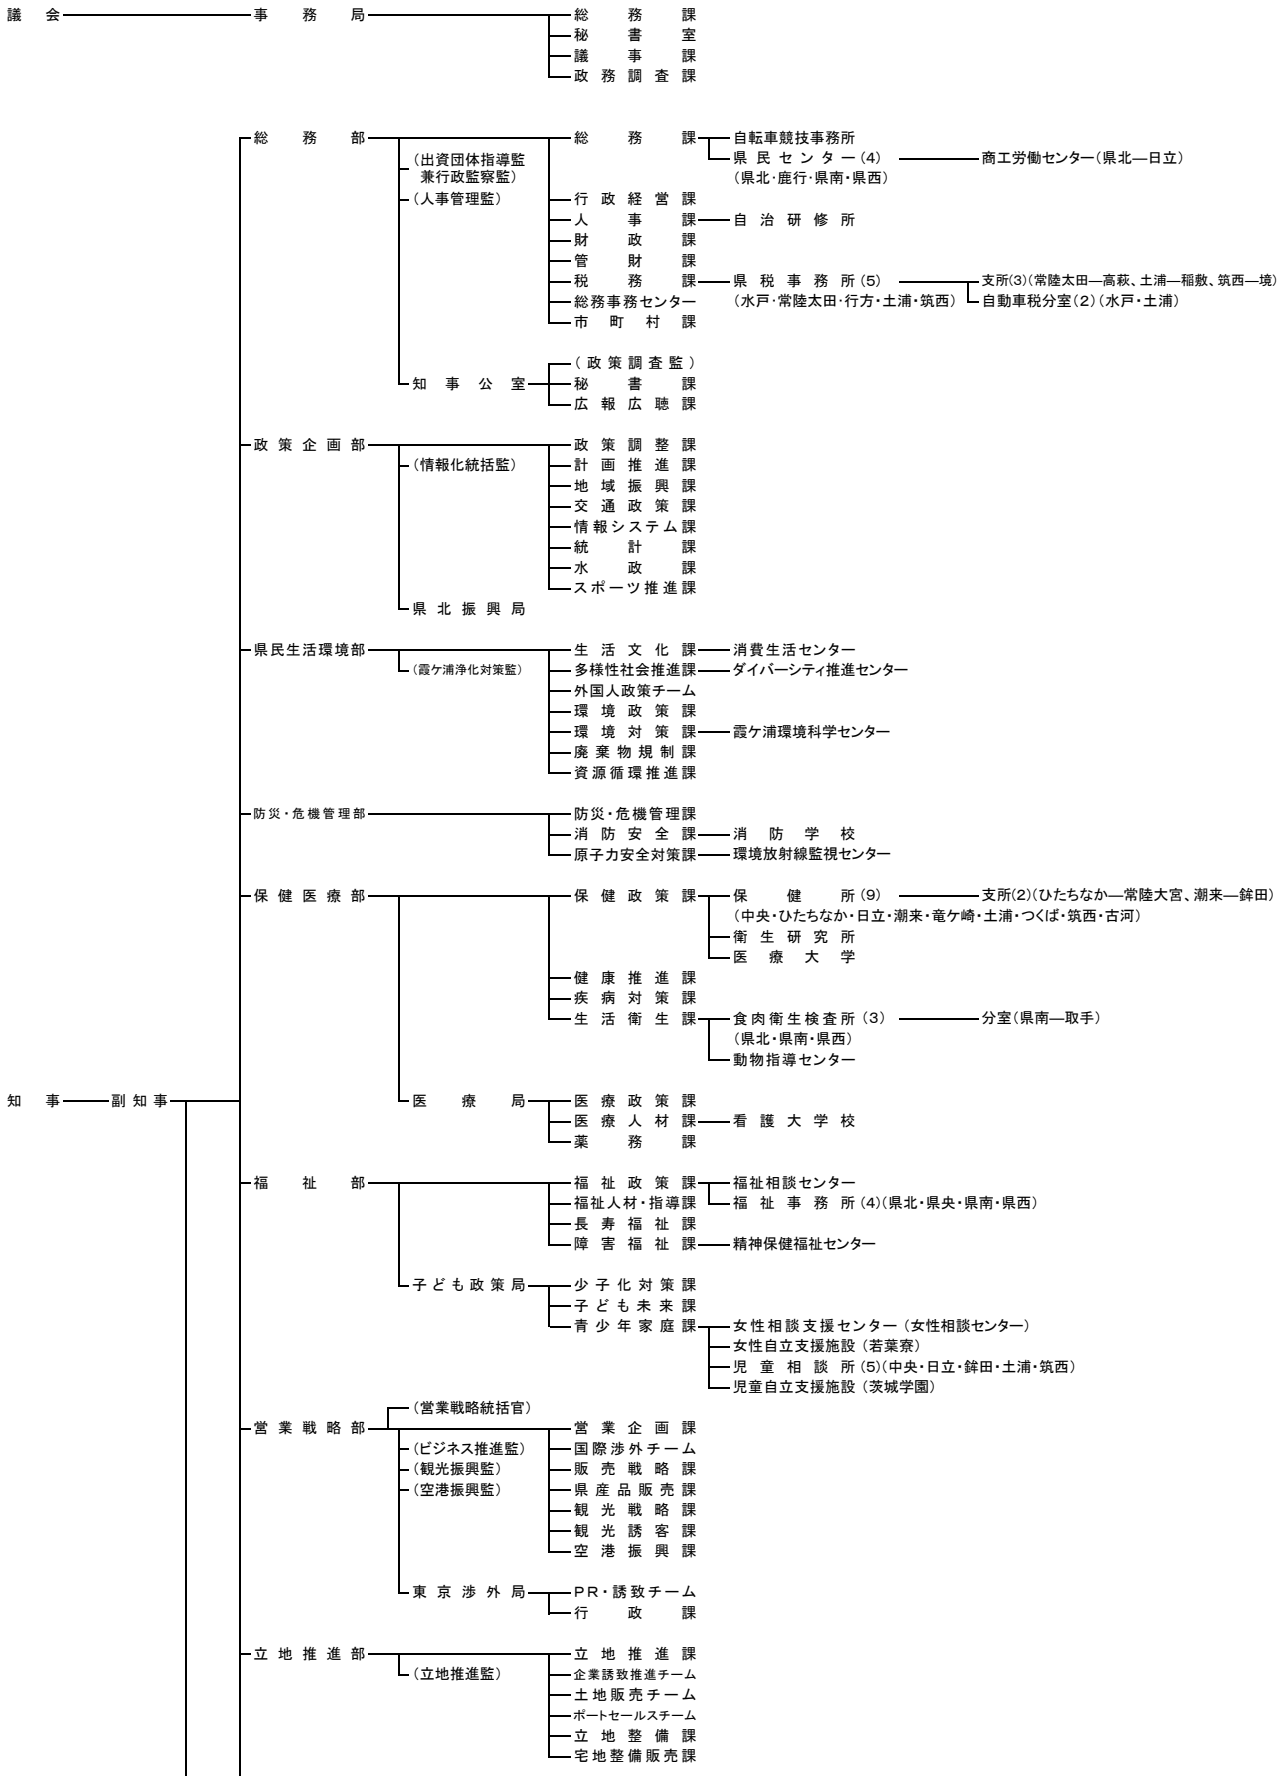 議会 事務局 総務課
秘書室
議事課
政務調査課
総務部 総務課 自転車競技事務所
(出資団体指導監 県民センター(4) 商工労働センター(県北―日立)
兼行政監察監) (県北・鹿行・県南・県西)
(人事管理監) 行政経営課
人事課 自治研修所
財政課
管財課
税務課 県税事務所(5) 支所(3)(常陸太田―高萩、土浦―稲敷、筑西―境)
総務事務センター (水戸・常陸太田・行方・土浦・筑西) 自動車税分室(2)(水戸・土浦)
市町村課
(政策調査監)
知事公室 秘書課
広報広聴課
政策企画部 政策調整課
(情報化統括監) 計画推進課
地域振興課
交通政策課
情報システム課
統計課
水政課
スポーツ推進課
県北振興局
県民生活環境部 生活文化課 消費生活センター
(霞ケ浦浄化対策監) 多様性社会推進課 ダイバーシティ推進センター
外国人政策チーム
環境政策課
環境対策課 霞ケ浦環境科学センター
廃棄物規制課
資源循環推進課
防災・危機管理部 防災・危機管理課
消防安全課 消防学校
原子力安全対策課 環境放射線監視センター
保健医療部 保健政策課 保健所(9) 支所(2)(ひたちなか―常陸大宮、潮来―鉾田)
(中央・ひたちなか・日立・潮来・竜ケ崎・土浦・つくば・筑西・古河)
衛生研究所
医療大学
健康推進課
疾病対策課
生活衛生課 食肉衛生検査所(3) 分室(県南―取手)
(県北・県南・県西)
動物指導センター
知事 副知事 医療局 医療政策課
医療人材課 看護大学校
薬務課
福祉部 福祉政策課 福祉相談センター
福祉人材・指導課 福祉事務所(4)(県北・県央・県南・県西)
長寿福祉課
障害福祉課 精神保健福祉センター
子ども政策局 少子化対策課
子ども未来課
青少年家庭課 女性相談支援センター(女性相談センター)
女性自立支援施設(若葉寮)
児童相談所(5)(中央・日立・鉾田・土浦・筑西)
児童自立支援施設(茨城学園)
(営業戦略統括官)
営業戦略部 営業企画課
(ビジネス推進監) 国際渉外チーム
(観光振興監) 販売戦略課
(空港振興監) 県産品販売課
観光戦略課
観光誘客課
空港振興課
東京渉外局 PR・誘致チーム
行政課
立地推進部 立地推進課
(立地推進監) 企業誘致推進チーム
土地販売チーム
ポートセールスチーム
立地整備課
宅地整備販売課